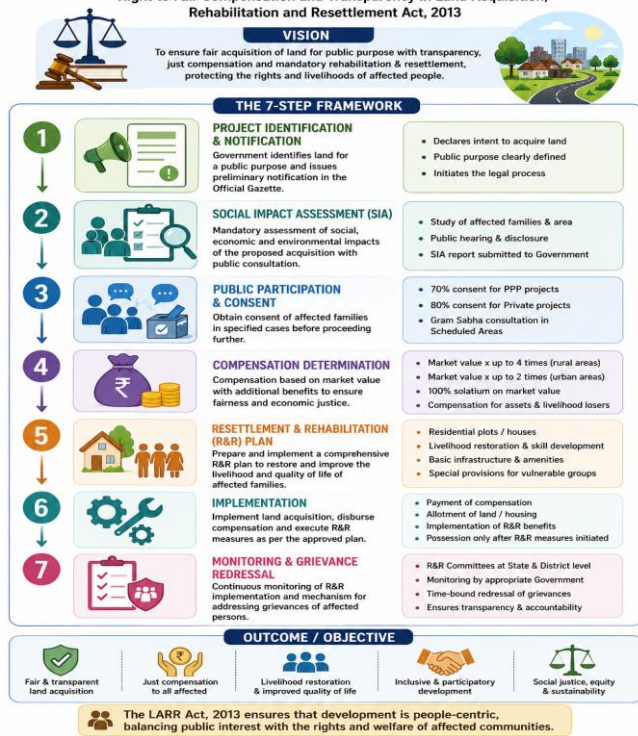 Right to Fair Compensation and Transparency in Land Acquisition,
Rehabilitation and Resettlement Act, 2013
VISION
To ensure fair acquisition of land for public purpose with transparency,
just compensation and mandatory rehabilitation & resettlement,
protecting the rights and livelihoods of affected people.
THE 7-STEP FRAMEWORK
1
PROJECT IDENTIFICATION
& NOTIFICATION
Government identifies land for
a public purpose and issues
preliminary notification in the
Official Gazette.
• Declares intent to acquire land
• Public purpose clearly defined
• Initiates the legal process
2
SOCIAL IMPACT ASSESSMENT (SIA)
Mandatory assessment of social,
economic and environmental impacts
of the proposed acquisition with
public consultation.
• Study of affected families & area
• Public hearing & disclosure
• SIA report submitted to Government
3
PUBLIC PARTICIPATION
& CONSENT
Obtain consent of affected families
in specified cases before proceeding
further.
• 70% consent for PPP projects
• 80% consent for Private projects
• Gram Sabha consultation in
Scheduled Areas
4
₹
COMPENSATION DETERMINATION
Compensation based on market value
with additional benefits to ensure
fairness and economic justice.
• Market value x up to 4 times (rural areas)
• Market value x up to 2 times (urban areas)
• 100% solatium on market value
• Compensation for assets & livelihood losers
5
RESETTLEMENT & REHABILITATION
(R&R) PLAN
Prepare and implement a comprehensive
R&R plan to restore and improve the
livelihood and quality of life of
affected families.
• Residential plots / houses
• Livelihood restoration & skill development
• Basic infrastructure & amenities
• Special provisions for vulnerable groups
6
IMPLEMENTATION
Implement land acquisition, disburse
compensation and execute R&R
measures as per the approved plan.
• Payment of compensation
• Allotment of land / housing
• Implementation of R&R benefits
• Possession only after R&R measures initiated
7
MONITORING & GRIEVANCE
REDRESSAL
Continuous monitoring of R&R
implementation and mechanism for
addressing grievances of affected
persons.
• R&R Committees at State & District level
• Monitoring by appropriate Government
• Time-bound redressal of grievances
• Ensures transparency & accountability
OUTCOME / OBJECTIVE
Fair & transparent
land acquisition
₹
Just compensation
to all affected
Livelihood restoration
& improved quality of life
Inclusive & participatory
development
Social justice, equity
& sustainability
The LARR Act, 2013 ensures that development is people-centric,
balancing public interest with the rights and welfare of affected communities.